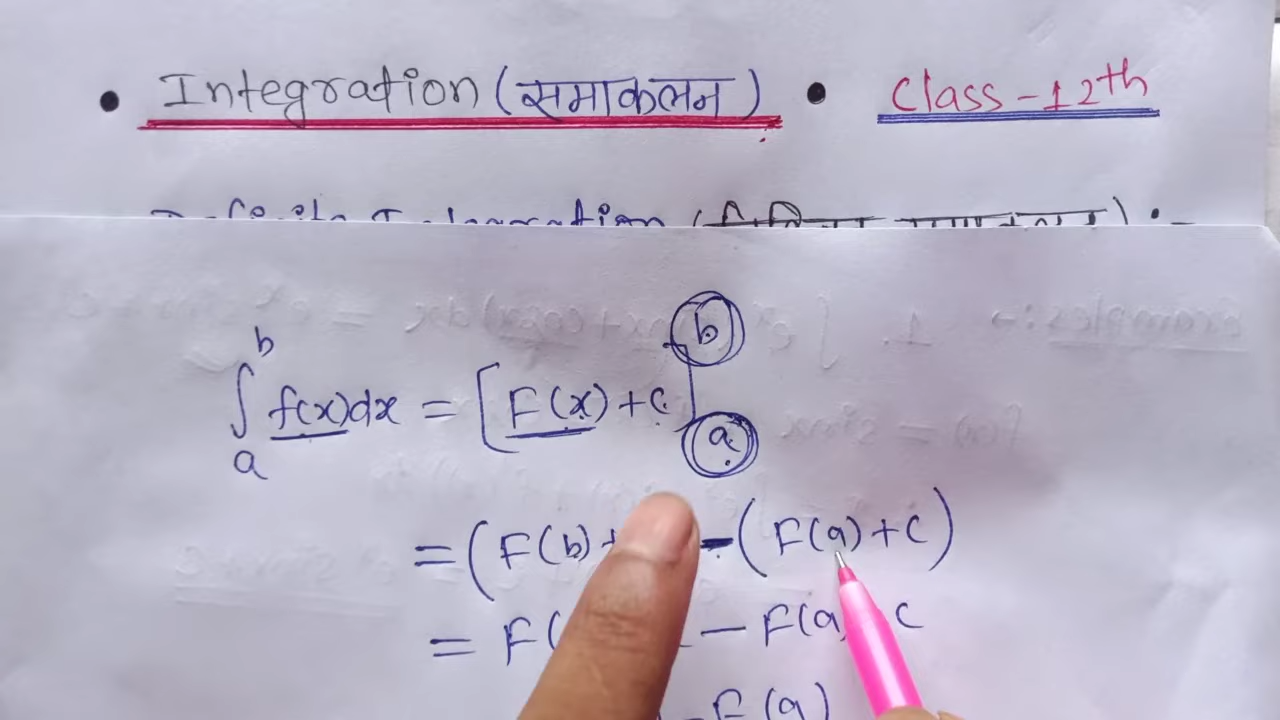 • Integration (समाकलन) • Class-12th
b
∫ f(x)dx = [F(x)+c]
b
a
a
=(F(b)+ -(F(a)+c)
= F( - F(a) c
- F(a)